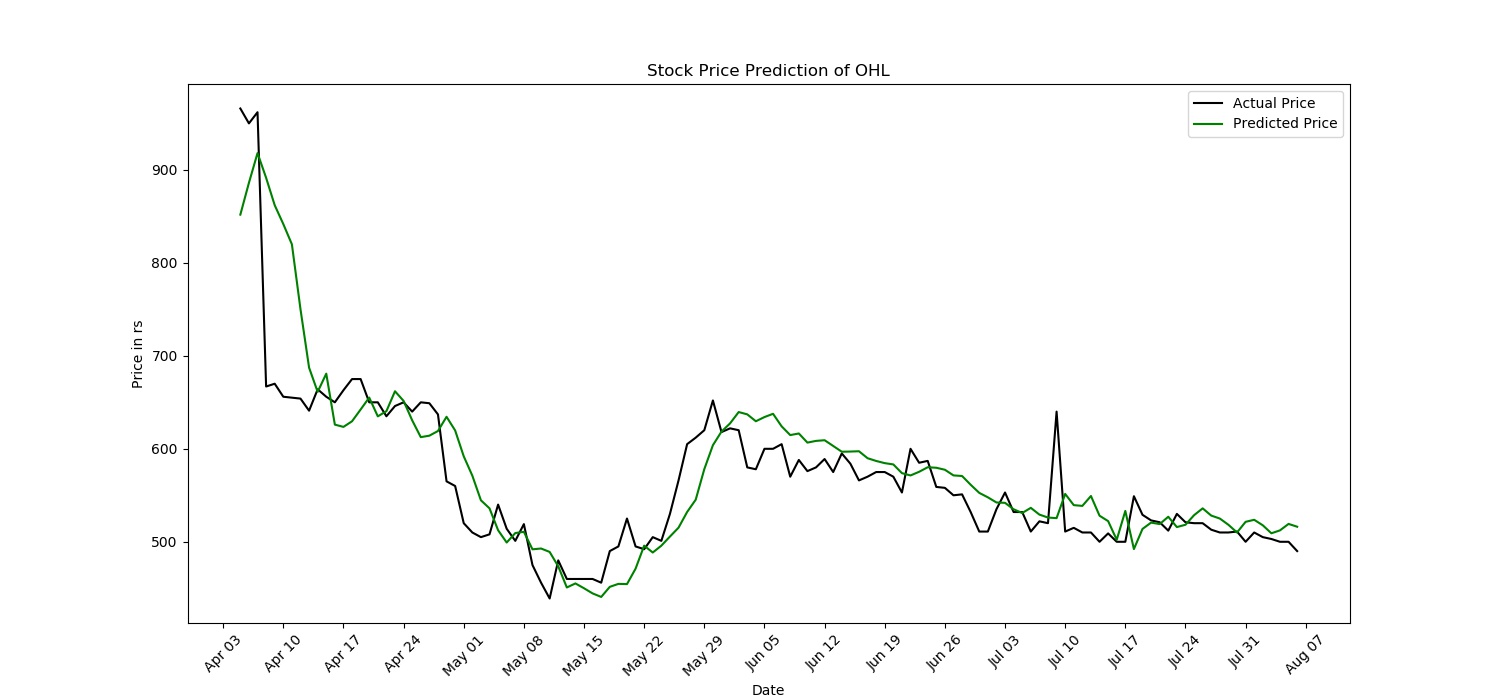 Stock Price Prediction of OHL
Actual Price
Predicted Price
Price in rs
900
800
700
600
500
Apr 03
Apr 10
Apr 17
Apr 24
May 01
May 08
May 15
May 22
May 29
Jun 05
Jun 12
Jun 19
Jun 26
Jul 03
Jul 10
Jul 17
Jul 24
Jul 31
Aug 07
Date